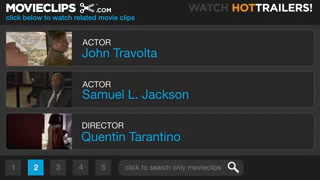 MOVIECLIPS .COM
WATCH HOTTRAILERS!
click below to watch related movie clips
ACTOR
John Travolta
ACTOR
Samuel L. Jackson
DIRECTOR
Quentin Tarantino
1 2 3 4 5
click to search only movieclips